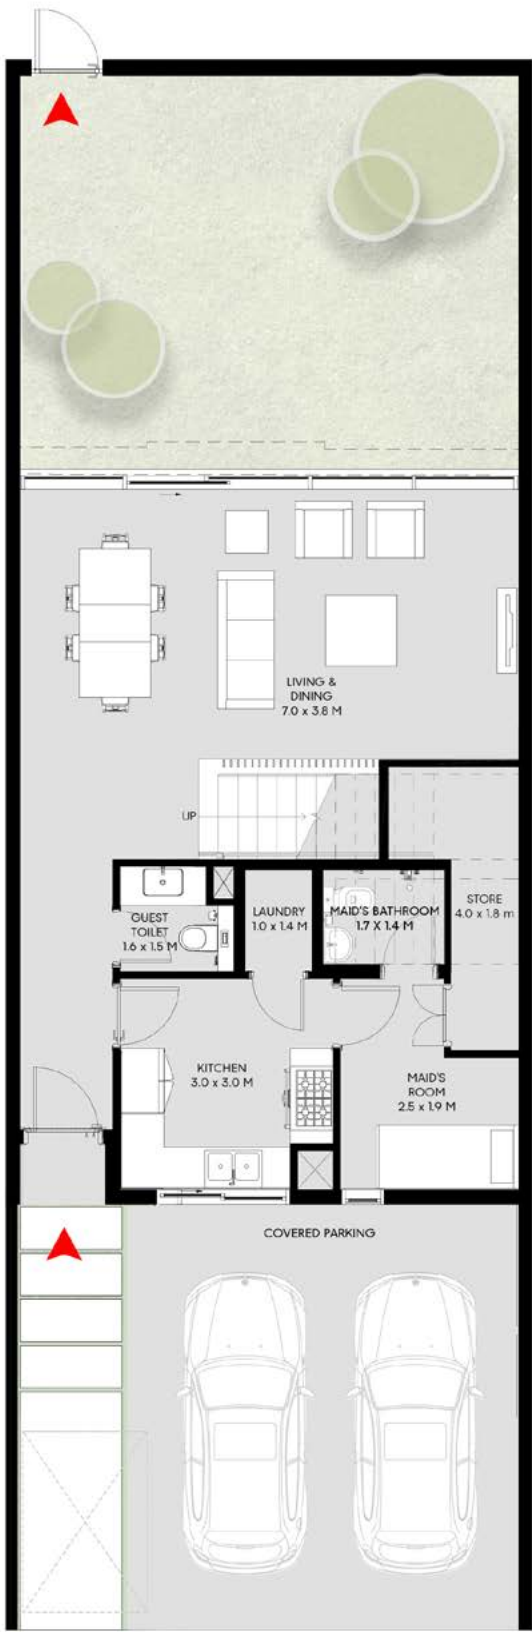 LIVING &
DINING
7.0 x 3.8 M
UP
GUEST
TOILET
1.6 x 1.5 M
LAUNDRY
1.0 x 1.4 M
MAID'S BATHROOM
1.7 X 1.4 M
STORE
4.0 x 1.8 m
KITCHEN
3.0 x 3.0 M
MAID'S
ROOM
2.5 x 1.9 M
COVERED PARKING